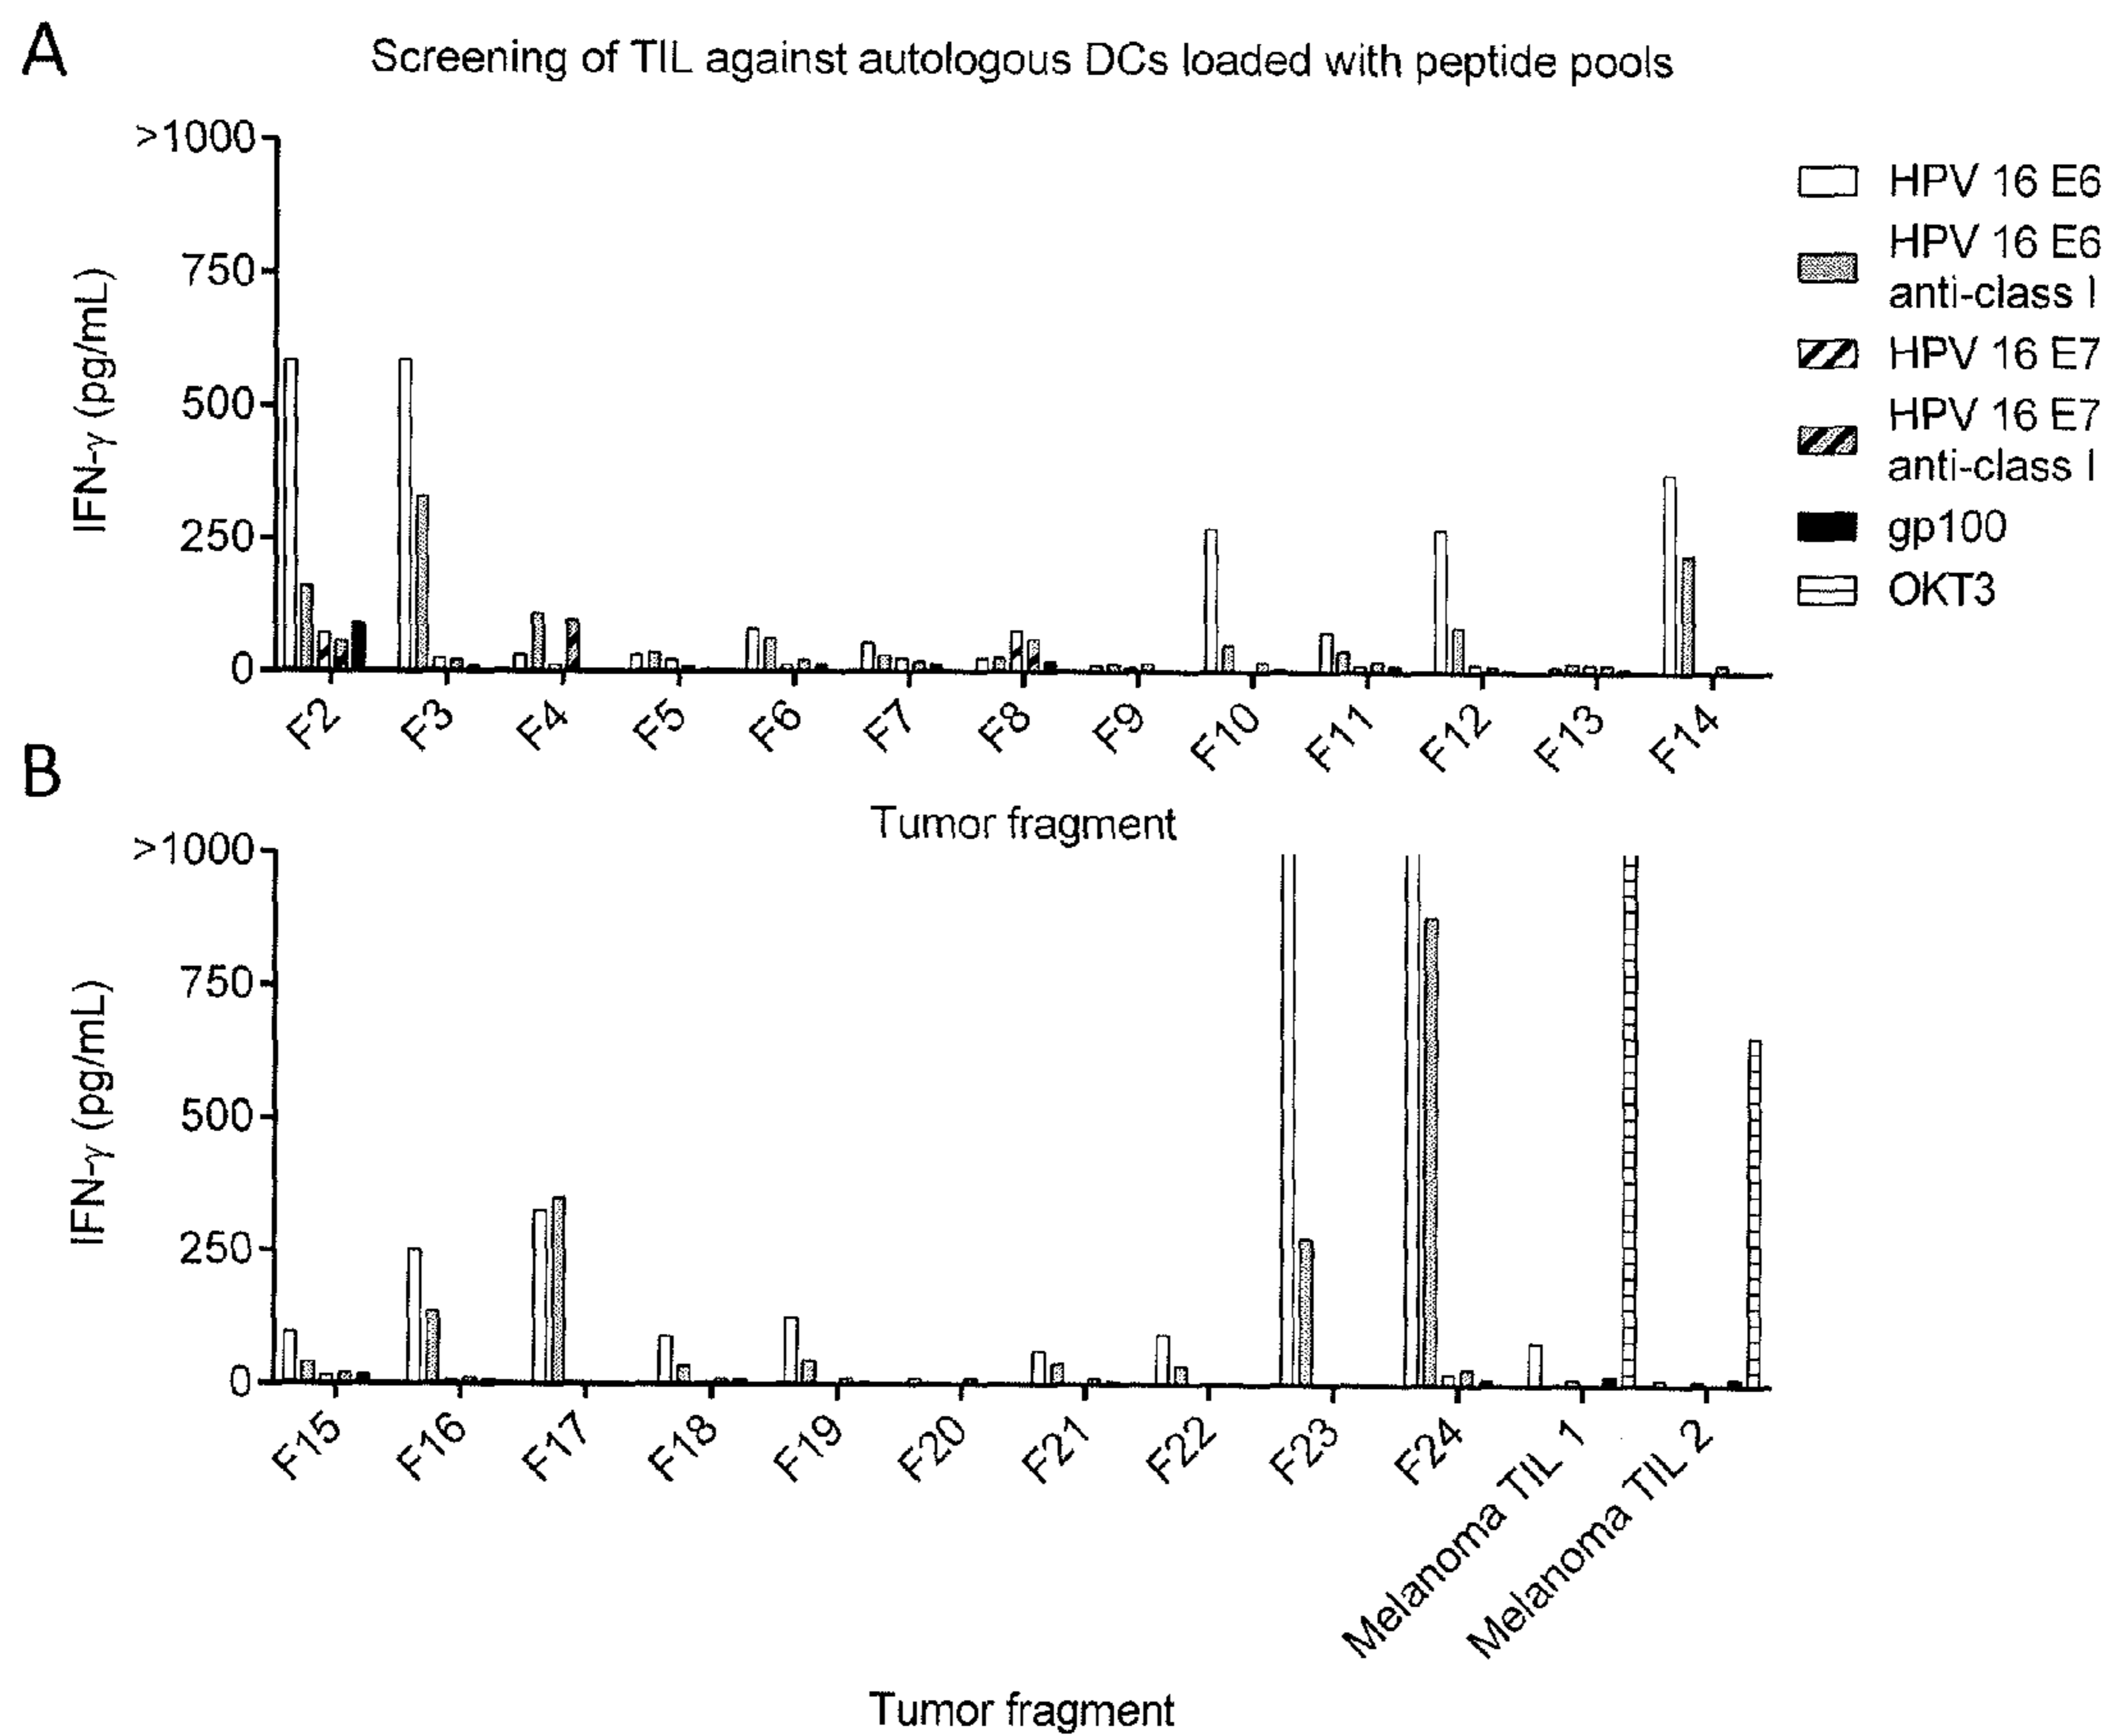 A
Screening of TIL against autologous DCs loaded with peptide pools
>1000
750
500
250
0
IFN-γ (pg/mL)
F2 F3 F4 F5 F6 F7 F8 F9 F10 F11 F12 F13 F14
Tumor fragment
HPV 16 E6
HPV 16 E6
anti-class I
HPV 16 E7
HPV 16 E7
anti-class I
gp100
OKT3
B
>1000
750
500
250
0
IFN-γ (pg/mL)
F15 F16 F17 F18 F19 F20 F21 F22 F23 F24 Melanoma TIL 1 Melanoma TIL 2
Tumor fragment